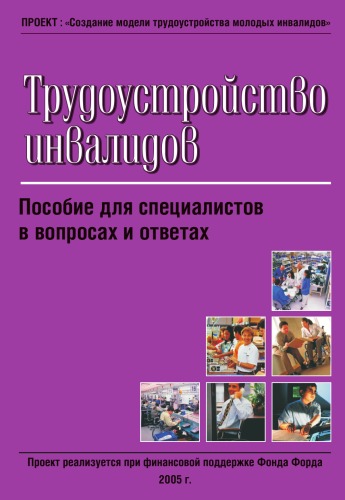 ПРОЕКТ : «Создание модели трудоустройства молодых инвалидов»
Трудоустройство
инвалидов
Пособие для специалистов
в вопросах и ответах
Проект реализуется при финансовой поддержке Фонда Форда
2005 г.